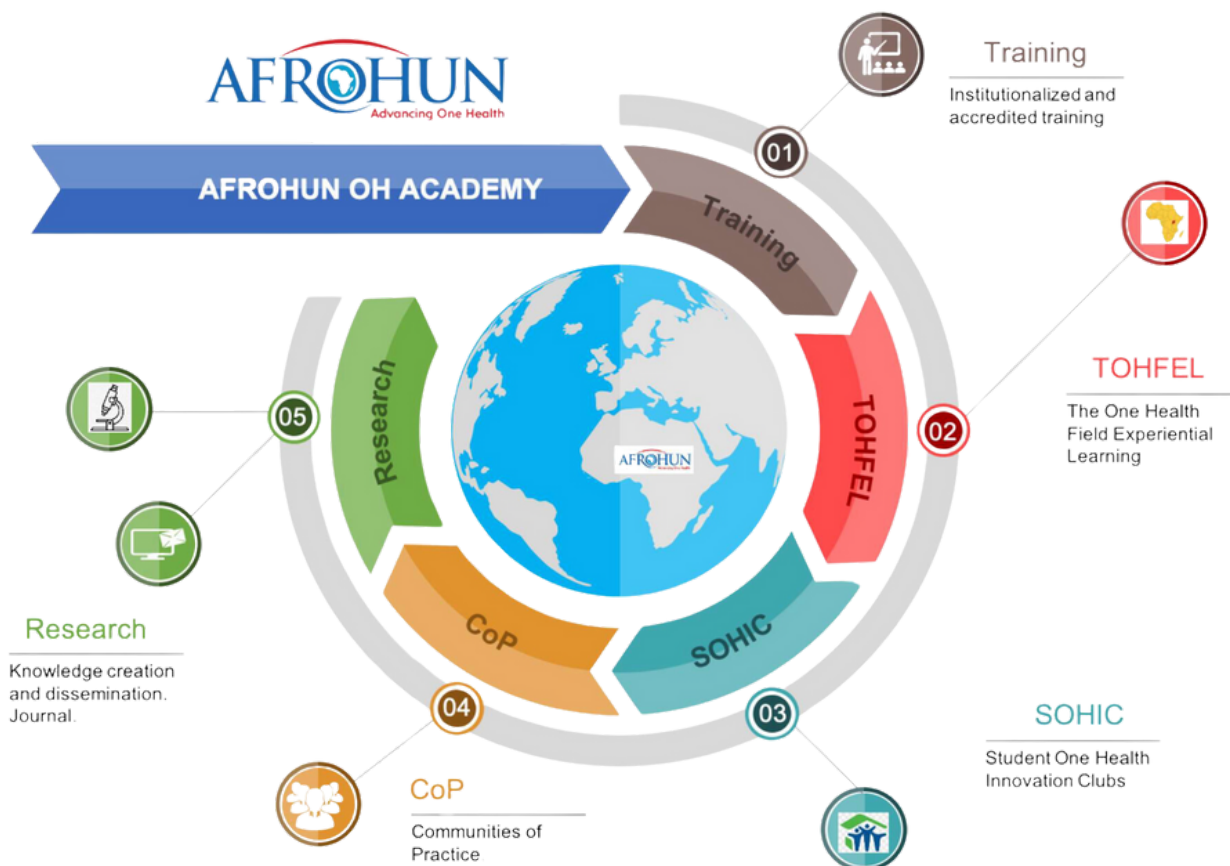 AFROHUN
Advancing One Health
AFROHUN OH ACADEMY
Training
Institutionalized and
accredited training
01
Training
TOHFEL
The One Health
Field Experiential
Learning
02
TOHFEL
SOHIC
Student One Health
Innovation Clubs
03
SOHIC
CoP
Communities of
Practice
04
CoP
Research
Knowledge creation
and dissemination.
Journal.
05
Research
AFROHUN